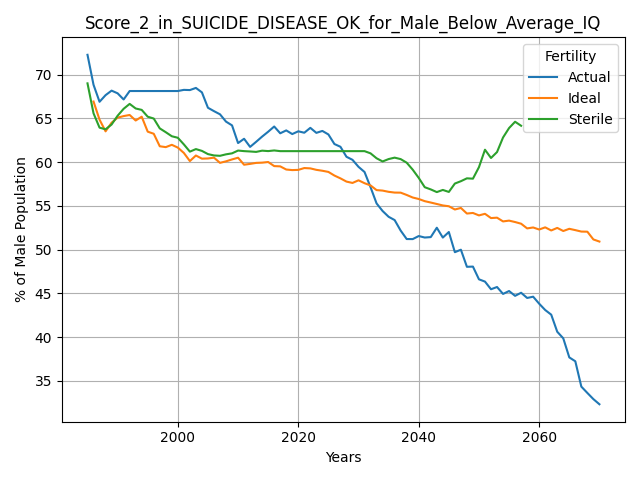 Score_2_in_SUICIDE_DISEASE_OK_for_Male_Below_Average_IQ
Fertility
Actual
Ideal
Sterile
% of Male Population
70
65
60
55
50
45
40
35
2000
2020
2040
2060
Years